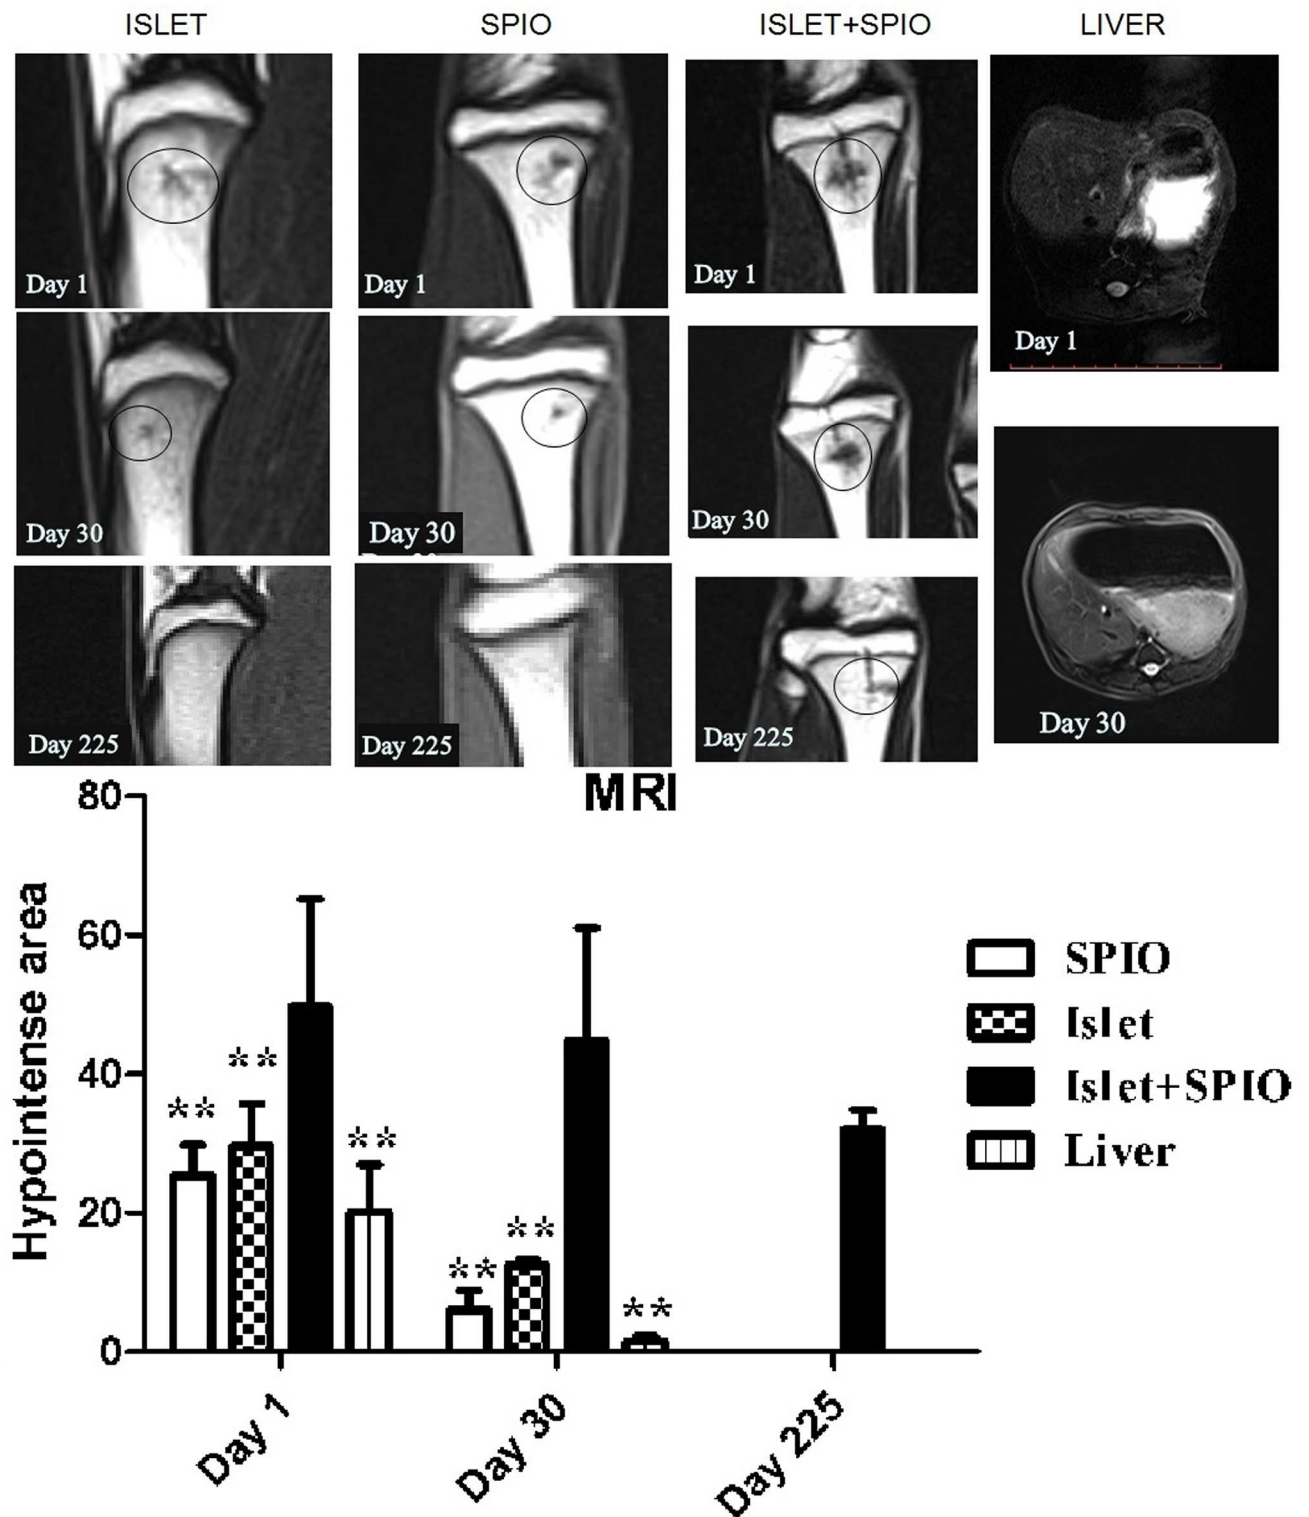 ISLET SPIO ISLET+SPIO LIVER
Day 1 Day 1 Day 1 Day 1
Day 30 Day 30 Day 30 Day 30
Day 225 Day 225 Day 225
MRI
80
60
40
20
0
Hypointense area
** ** **
** ** **
SPIO
Islet
Islet+SPIO
Liver
Day 1 Day 30 Day 225